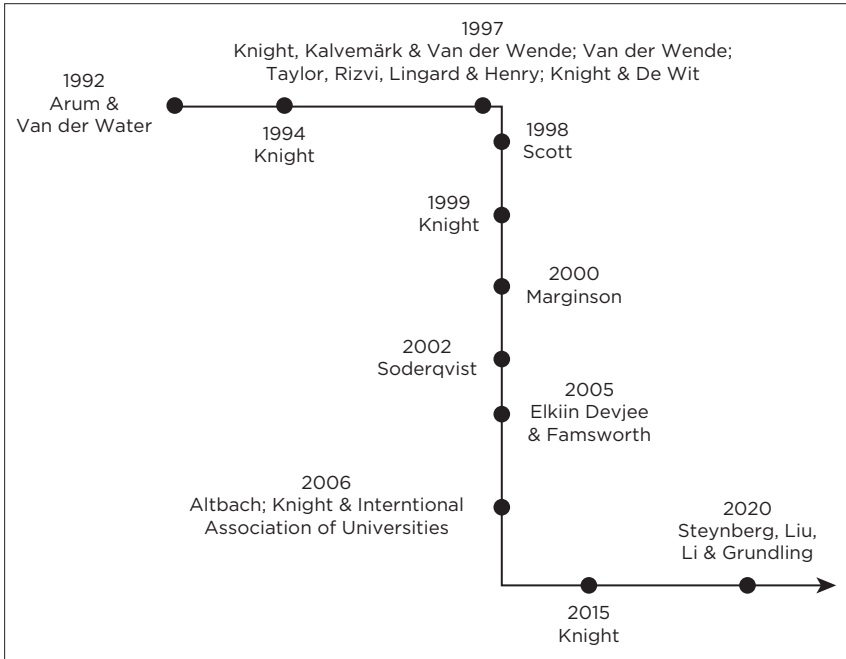 1997
Knight, Kalvemärk & Van der Wende; Van der Wende;
Taylor, Rizvi, Lingard & Henry; Knight & De Wit
1992
Arum &
Van der Water
1994
Knight
1998
Scott
1999
Knight
2000
Marginson
2002
Soderqvist
2005
Elkiin Devjee
& Famsworth
2006
Altbach; Knight & Interntional
Association of Universities
2020
Steynberg, Liu,
Li & Grundling
2015
Knight